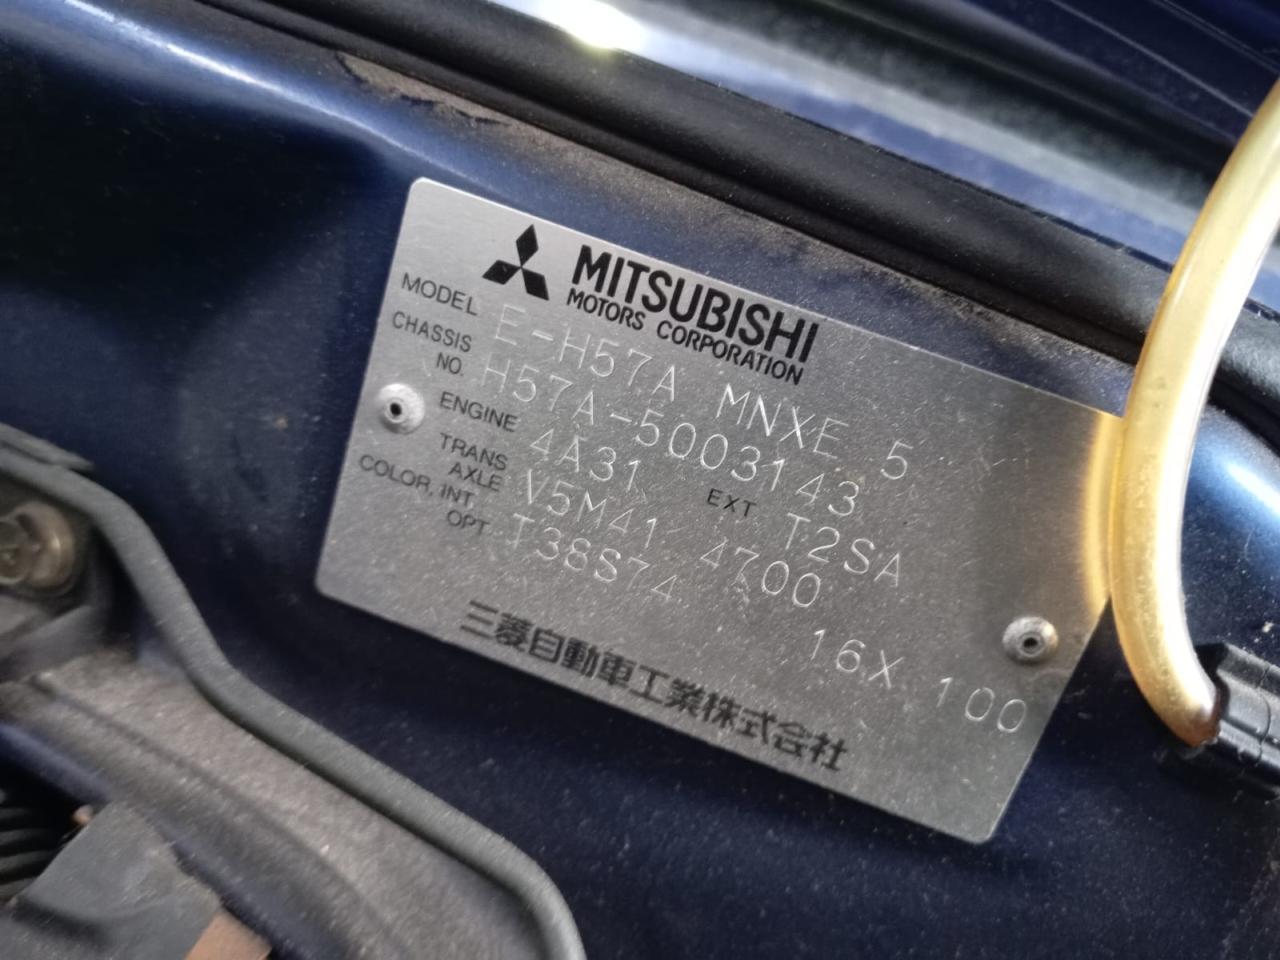 MITSUBISHI
MOTORS CORPORATION
MODEL E-H57A MNXE 5
CHASSIS NO. H57A-5003143
ENGINE 4A31 EXT T2SA
TRANS AXLE V5M41 4700
COLOR, INT, OPT T38S74 16X 100
三菱自動車工業株式会社